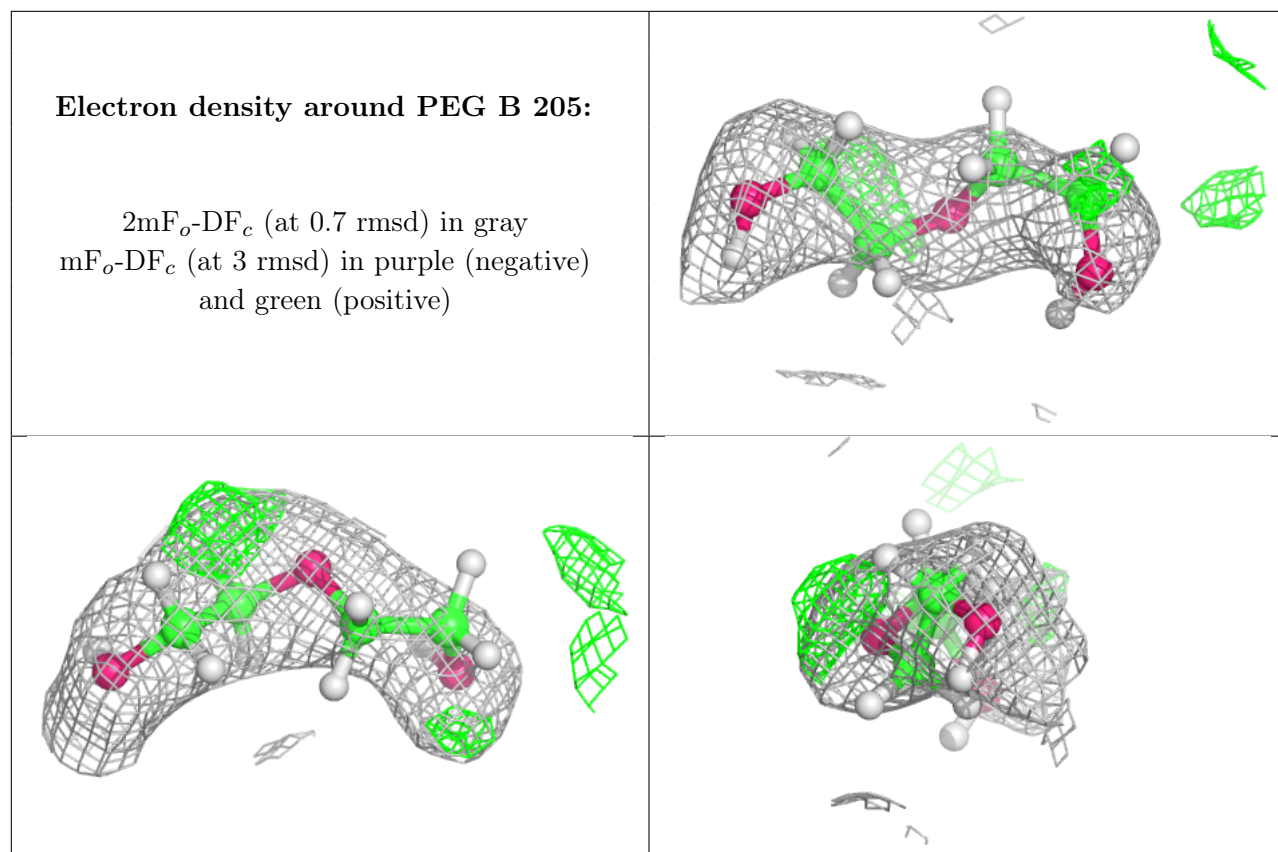 Electron density around PEG B 205:
2mFo-DFc (at 0.7 rmsd) in gray
mFo-DFc (at 3 rmsd) in purple (negative)
and green (positive)